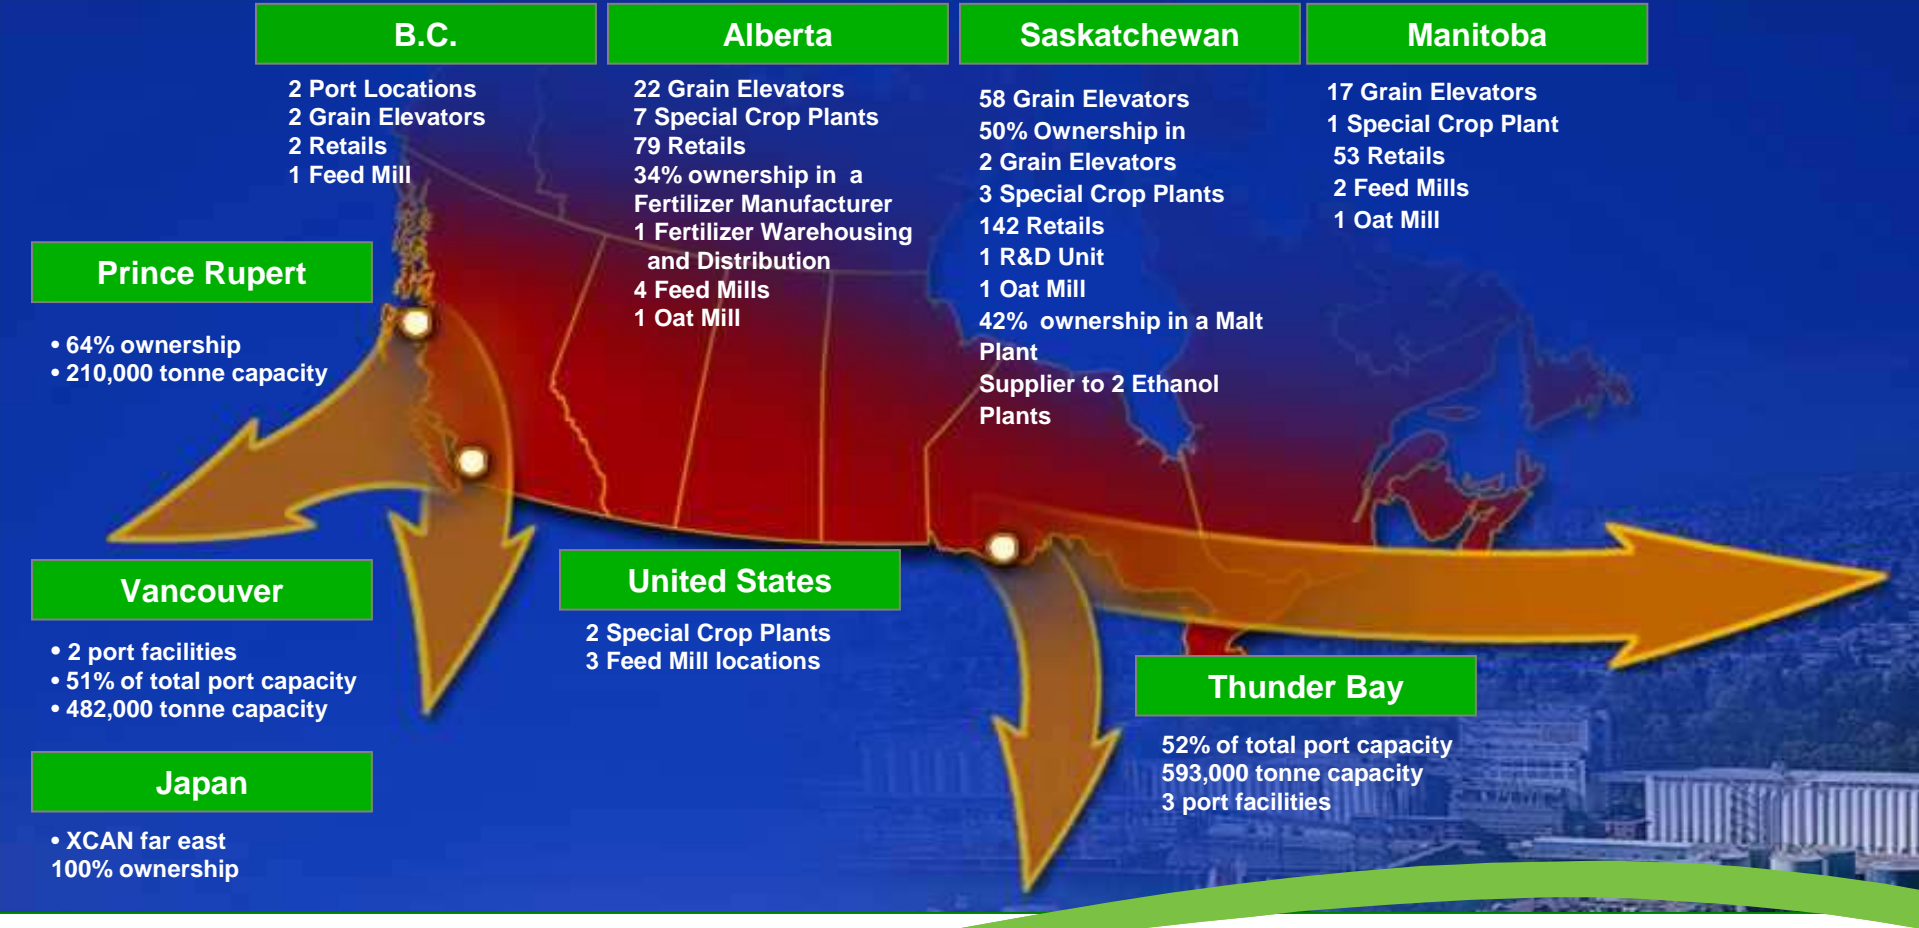 B.C.
2 Port Locations
2 Grain Elevators
2 Retails
1 Feed Mill
Alberta
22 Grain Elevators
7 Special Crop Plants
79 Retails
34% ownership in  a
Fertilizer Manufacturer
1 Fertilizer Warehousing
and Distribution
4 Feed Mills
1 Oat Mill
Saskatchewan
58 Grain Elevators
50% Ownership in
2 Grain Elevators
3 Special Crop Plants
142 Retails
1 R&D Unit
1 Oat Mill
42%  ownership in a Malt
Plant
Supplier to 2 Ethanol
Plants
Manitoba
17 Grain Elevators
1 Special Crop Plant
53 Retails
2 Feed Mills
1 Oat Mill
Prince Rupert
• 64% ownership
• 210,000 tonne capacity
Vancouver
• 2 port facilities
• 51% of total port capacity
• 482,000 tonne capacity
Japan
• XCAN far east
100% ownership
United States
2 Special Crop Plants
3 Feed Mill locations
Thunder Bay
52% of total port capacity
593,000 tonne capacity
3 port facilities